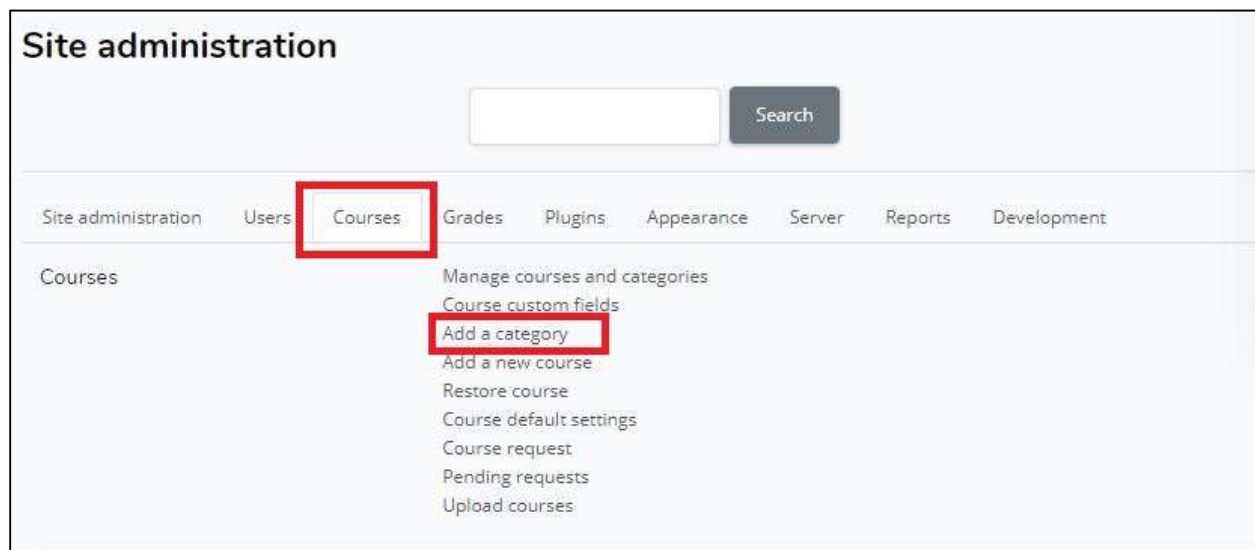 Site administration
Search
Site administration Users Courses Grades Plugins Appearance Server Reports Development
Courses
Manage courses and categories
Course custom fields
Add a category
Add a new course
Restore course
Course default settings
Course request
Pending requests
Upload courses